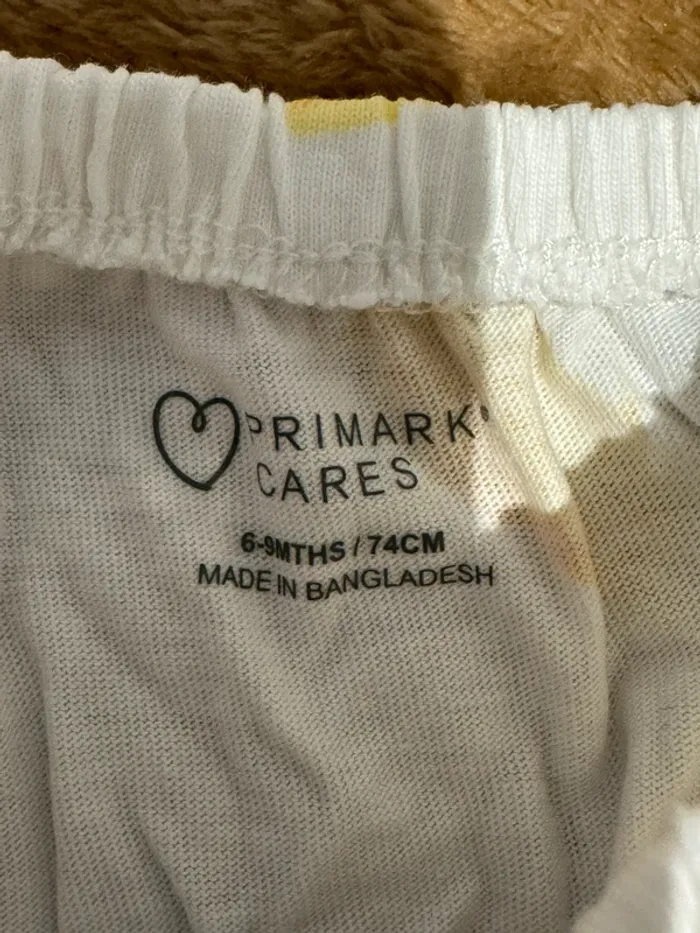 PRIMARK
CARES
6-9MTHS / 74CM
MADE IN BANGLADESH